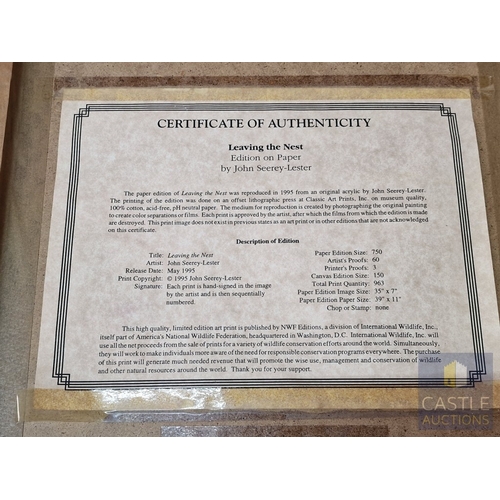 CERTIFICATE OF AUTHENTICITY
Leaving the Nest
Edition on Paper
by John Seerey-Lester
The paper edition of Leaving the Nest was reproduced in 1995 from an original acrylic by John Seerey-Lester.
The printing of the edition was done on an offset lithographic press at Classic Art Prints, Inc. on museum quality,
100% cotton, acid-free, pH neutral paper. The medium for reproduction is created by photographing the original painting
to create color separations or films. Each print is approved by the artist, after which the films from which the edition is made
are destroyed. This print image does not exist in previous states as an art print or in other editions that are not acknowledged
on this certificate.
Description of Edition
Title: Leaving the Nest
Artist: John Seerey-Lester
Release Date: May 1995
Print Copyright: © 1995 John Seerey-Lester
Signature: Each print is hand-signed in the image
by the artist and is then sequentially
numbered.
Paper Edition Size: 750
Artist's Proofs: 60
Printer's Proofs: 3
Canvas Edition Size: 150
Total Print Quantity: 963
Paper Edition Image Size: 35" x 7"
Paper Edition Paper Size: 39" x 11"
Chop or Stamp: none
This high quality, limited edition art print is published by NWF Editions, a division of International Wildlife, Inc.,
itself part of America's National Wildlife Federation, headquartered in Washington, D.C. International Wildlife, Inc. will
use all the net proceeds from the sale of prints for a variety of wildlife conservation efforts around the world. Simultaneously,
they will work to make individuals more aware of the need for responsible conservation programs everywhere. The purchase
of this print will generate much needed revenue that will promote the wise use, management and conservation of wildlife
and other natural resources around the world. Thank you for your support.
CASTLE
AUCTIONS